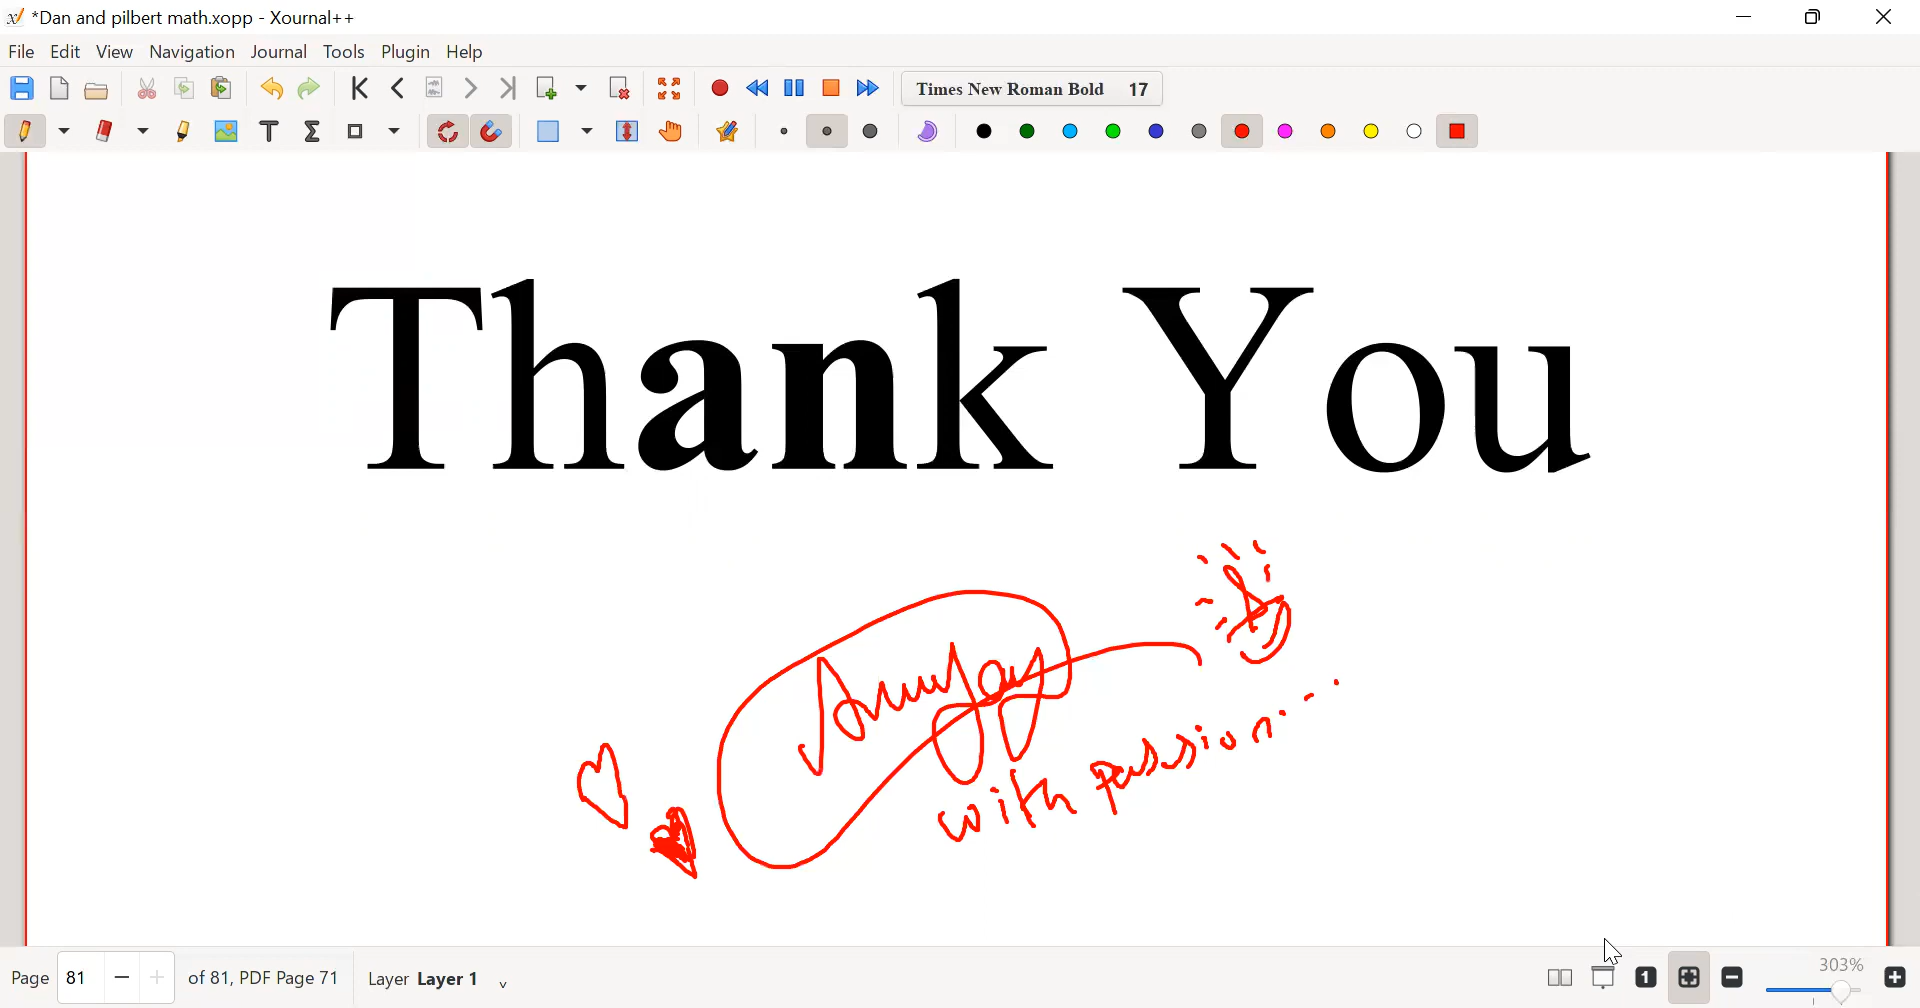 *Dan and pilbert math.xopp - Xournal++
File Edit View Navigation Journal Tools Plugin Help
Times New Roman Bold 17
Thank You
with passion...
Page 81 of 81, PDF Page 71 Layer Layer 1
1
303%